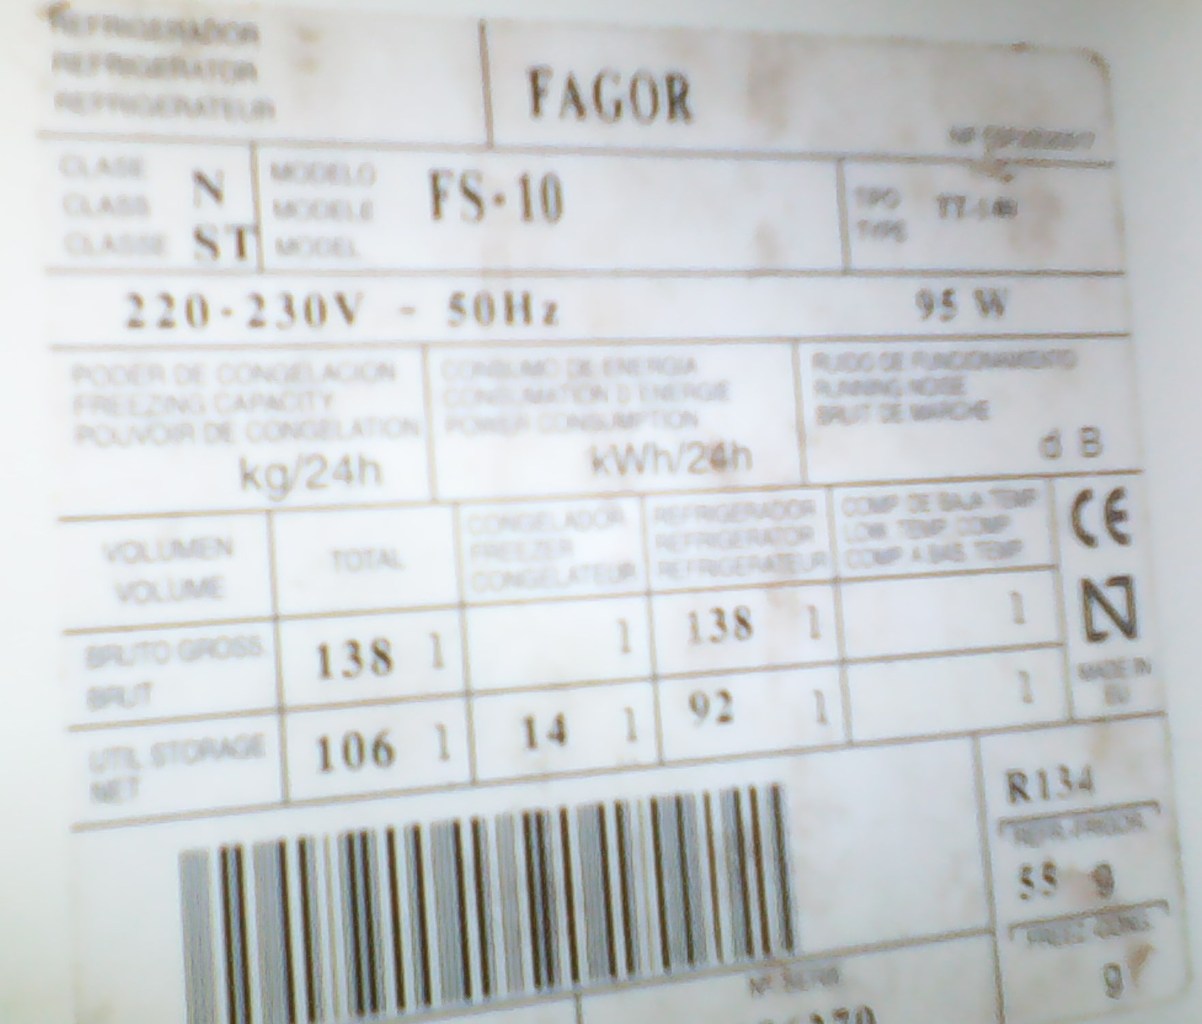 REFRIGERADOR
REFRIGERATOR
REFRIGERATEUR
FAGOR
CLASE
CLASS
CLASSE
N
ST
MODELO
MODELE
MODEL
FS-10
TIPO
TYPE
220-230V - 50Hz
95 W
PODER DE CONGELACION
FREEZING CAPACITY
POUVOIR DE CONGELATION
kg/24h
CONSUMO DE ENERGIA
CONSUMATION D'ENERGIE
POWER CONSUMPTION
kWh/24h
RUIDO DE FUNCIONAMIENTO
RUNNING NOISE
BRUIT DE MARCHE
d B
VOLUMEN
VOLUME
TOTAL
CONGELADOR
FREEZER
CONGELATEUR
REFRIGERADOR
REFRIGERATOR
REFRIGERATEUR
COMP DE BAJA TEMP
LOW. TEMP. COMP
COMP A BAS. TEMP.
CE
N
MADE IN
EU
BRUTO GROSS
BRUT
138 l
l
138 l
l
UTIL STORAGE
NET
106 l
14 l
92 l
l
R134
REFR.-FRIGOR.
55 g
FREEZ.-CONG.
g